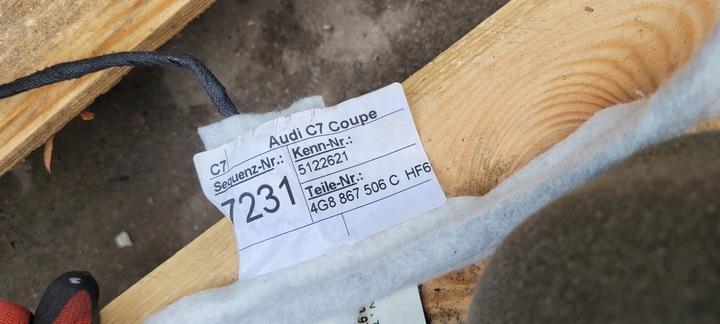 Audi C7 Coupe
C7
Sequenz-Nr.:
7231
Kenn-Nr.:
5122621
Teile-Nr.:
4G8 867 506 C HF6